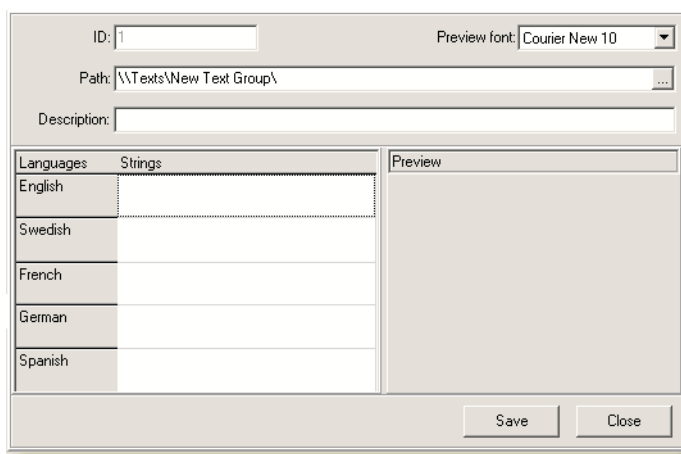 ID: 1 Preview font: Courier New 10
Path: \\Texts\New Text Group\ ...
Description:
Languages Strings Preview
English
Swedish
French
German
Spanish
Save Close